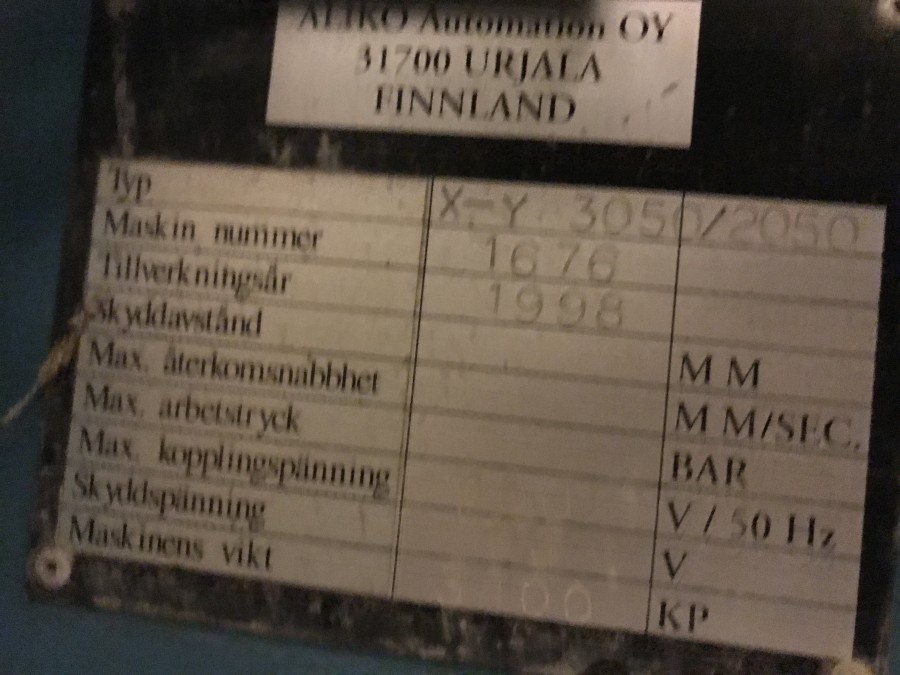 ALIKO Automation OY
31700 URJALA
FINNLAND
Typ X-Y 3050/2050
Maskin nummer 1676
Tillverkningsår 1998
Skyddavstånd MM
Max. återkomsnabbhet MM/SEC.
Max. arbetstryck BAR
Max. kopplingspänning V / 50 Hz
Skyddspänning V
Maskinens vikt KP